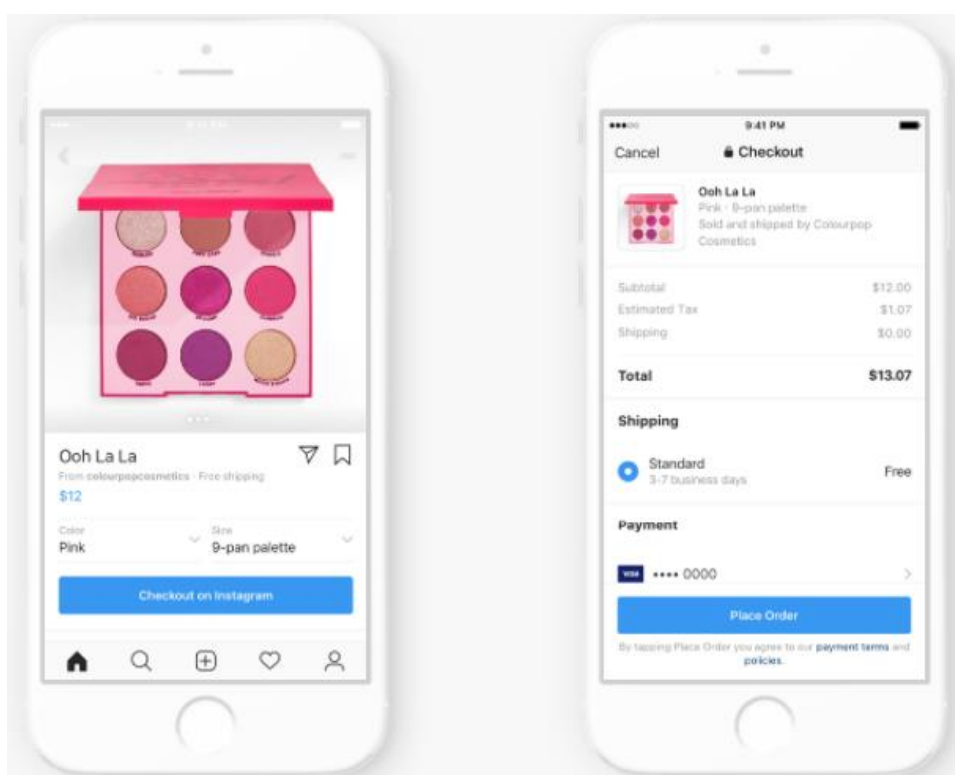 Ooh La La
From colourpopcosmetics · Free shipping
$12
Color
Pink
Size
9-pan palette
Checkout on Instagram
9:41 PM
Cancel
Checkout
Ooh La La
Pink · 9-pan palette
Sold and shipped by Colourpop
Cosmetics
Subtotal $12.00
Estimated Tax $1.07
Shipping $0.00
Total $13.07
Shipping
Standard
3-7 business days
Free
Payment
VISA •••• 0000
Place Order
By tapping Place Order you agree to our payment terms and
policies.